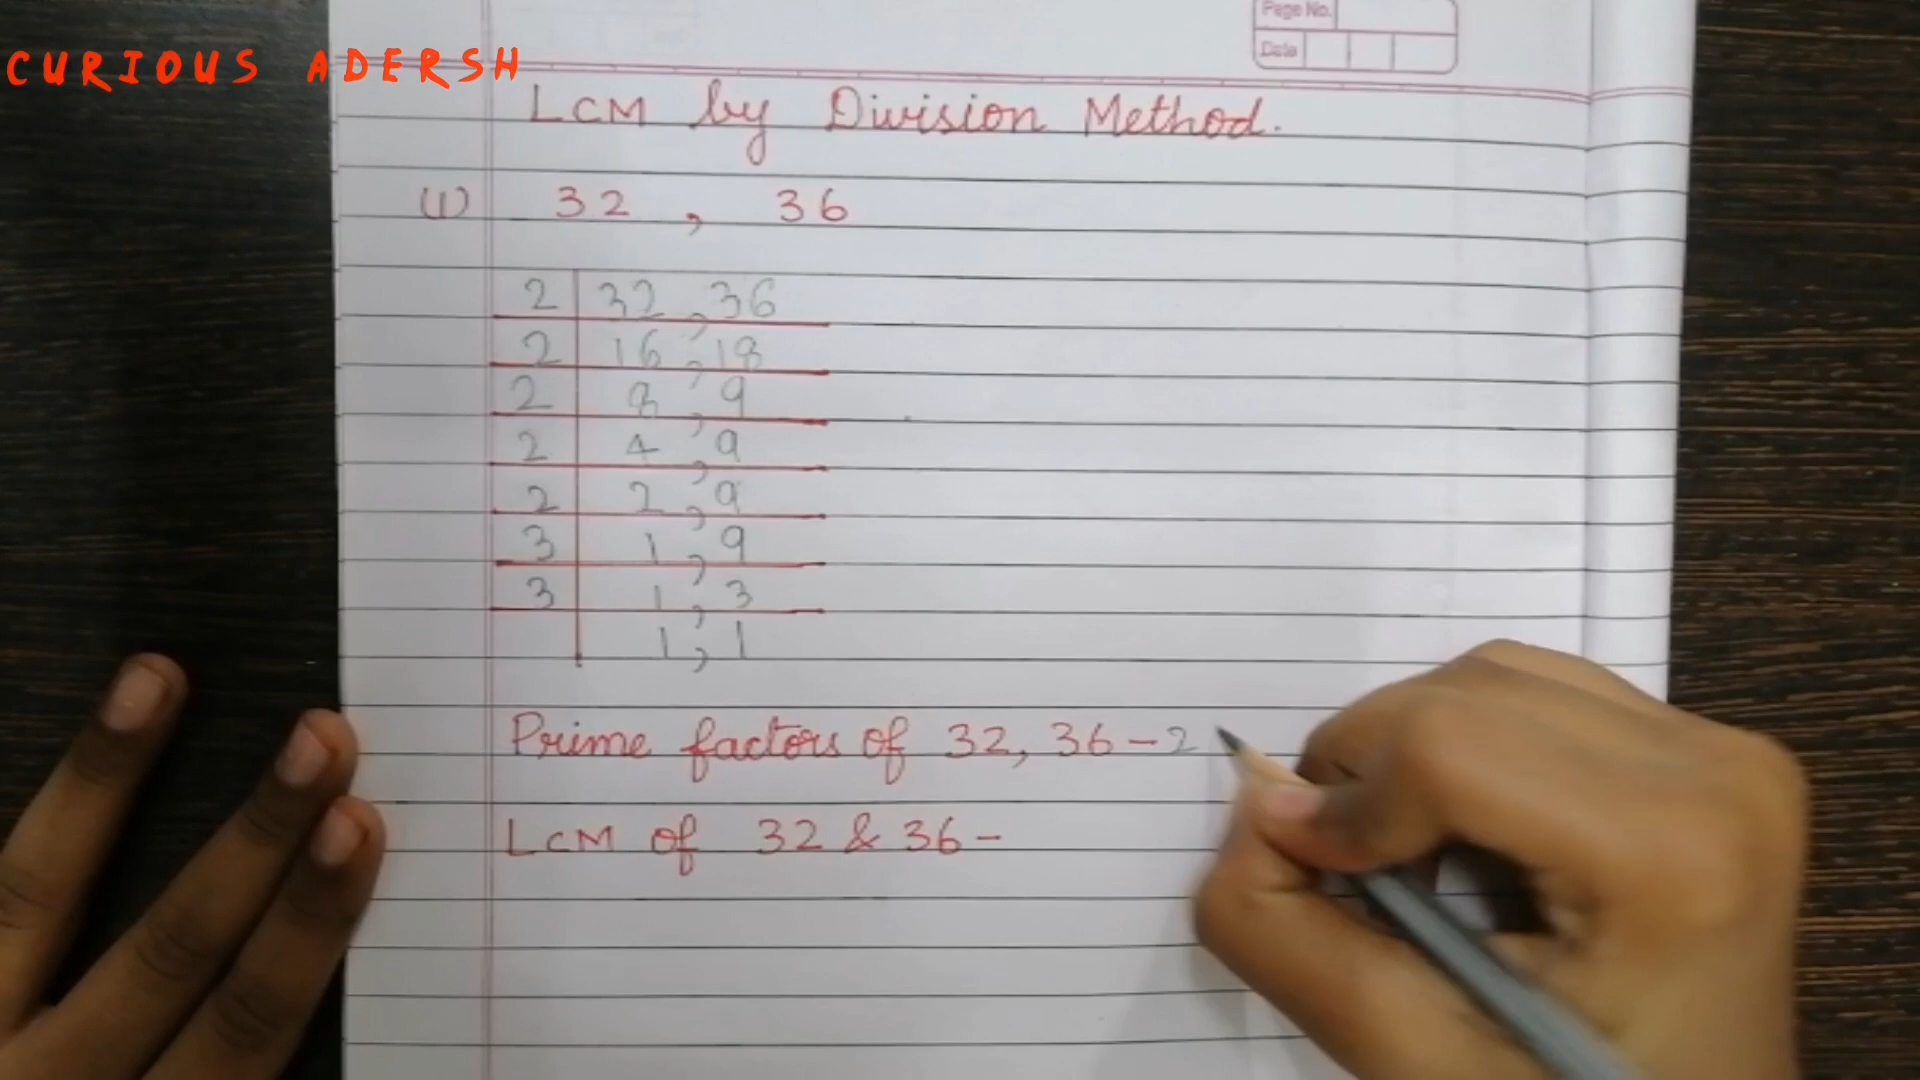 Page No.
Date
CURIOUS ADERSH
LCM by Division Method.
(1) 32 , 36
2 32 , 36
2 16 , 18
2 8 , 9
2 4 , 9
2 2 , 9
3 1 , 9
3 1 , 3
1 , 1
Prime factors of 32, 36 – 2
LCM of 32 & 36 –